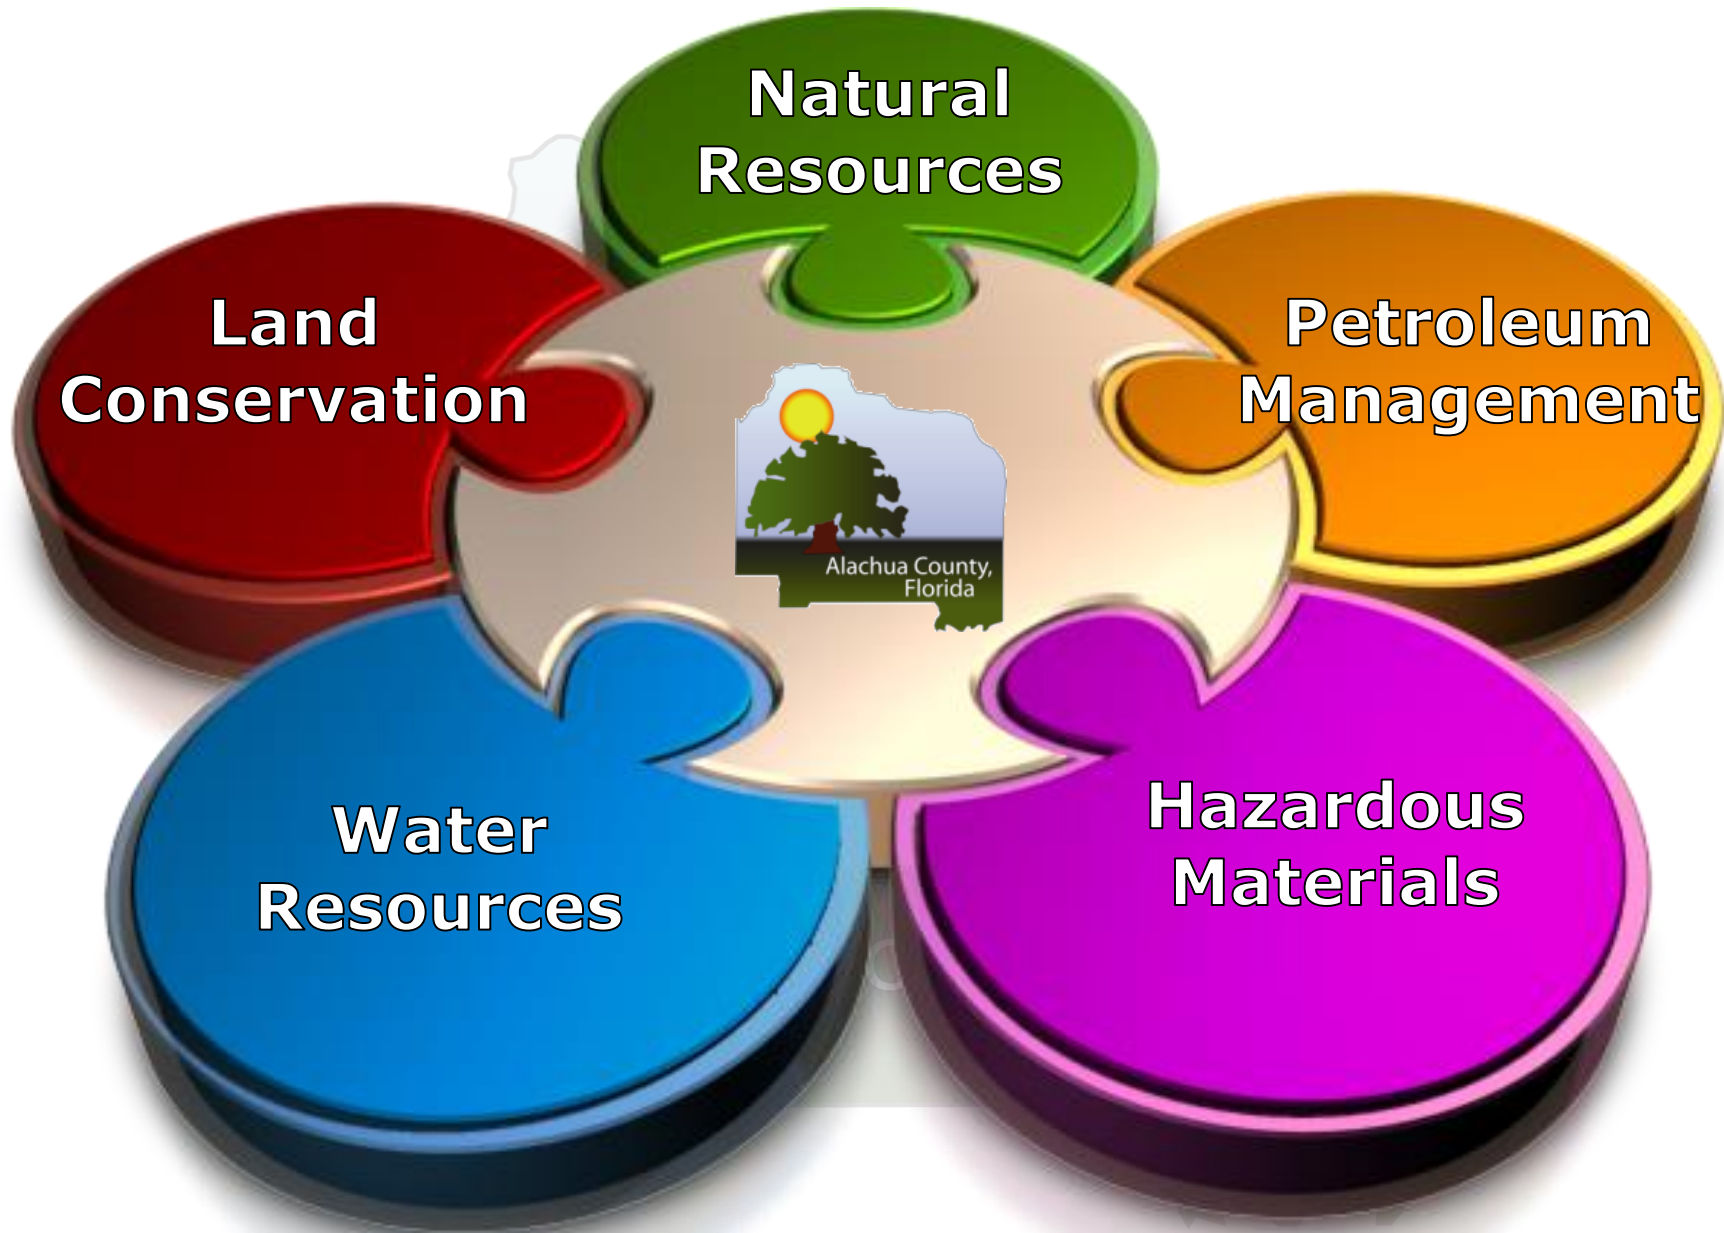 Natural
Resources
Land
Conservation
Petroleum
Management
Alachua County,
Florida
Water
Resources
Hazardous
Materials